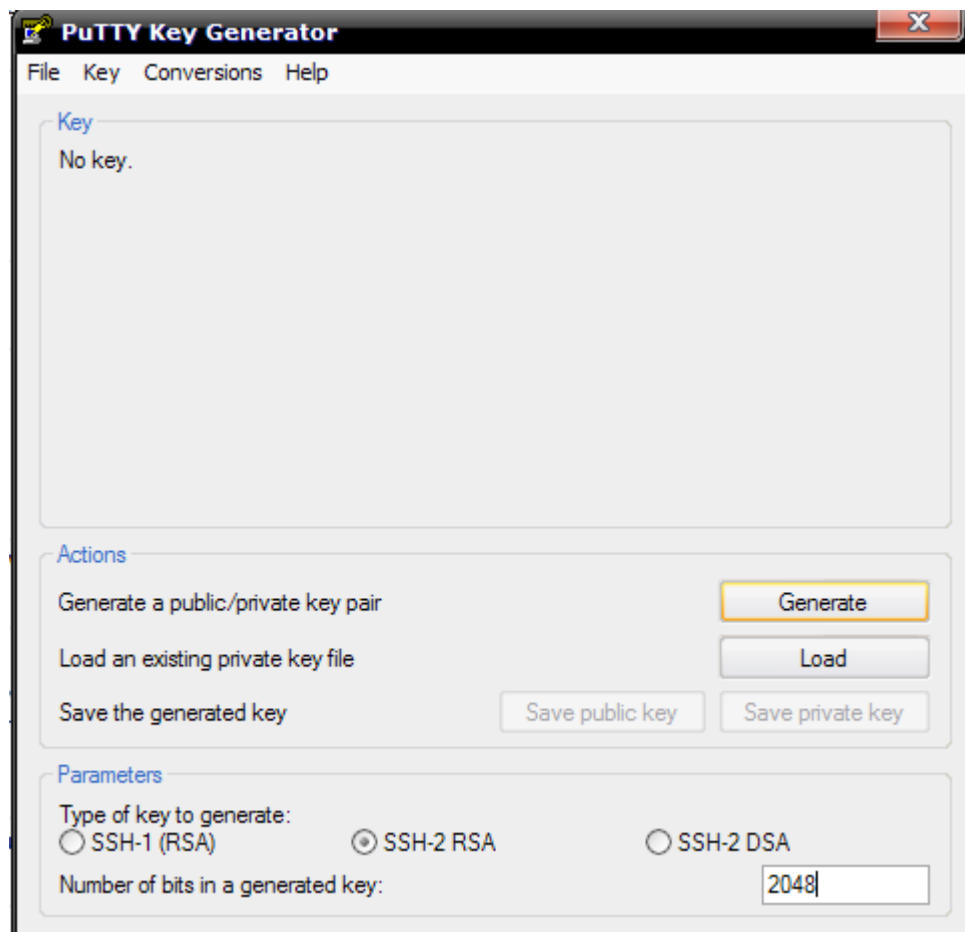 PuTTY Key Generator
File Key Conversions Help
Key
No key.
Actions
Generate a public/private key pair Generate
Load an existing private key file Load
Save the generated key Save public key Save private key
Parameters
Type of key to generate:
SSH-1 (RSA) SSH-2 RSA SSH-2 DSA
Number of bits in a generated key: 2048